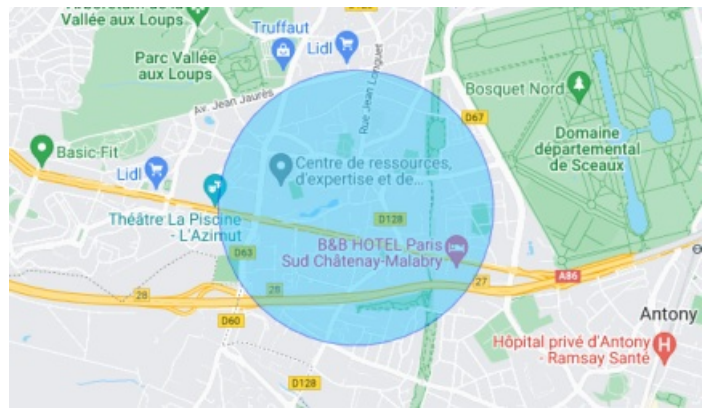 Vallée aux Loups
Truffaut
Lidl
Parc Vallée
aux Loups
Av. Jean Jaurès
Rue Jean Longuet
Bosquet Nord
D67
Domaine
départemental
de Sceaux
Basic-Fit
Lidl
Centre de ressources,
d'expertise et de...
Théâtre La Piscine
- L'Azimut
D128
D63
B&B HOTEL Paris
Sud Châtenay-Malabry
A86
27
28
28
D60
Antony
Hôpital privé d'Antony
- Ramsay Santé
H
D128